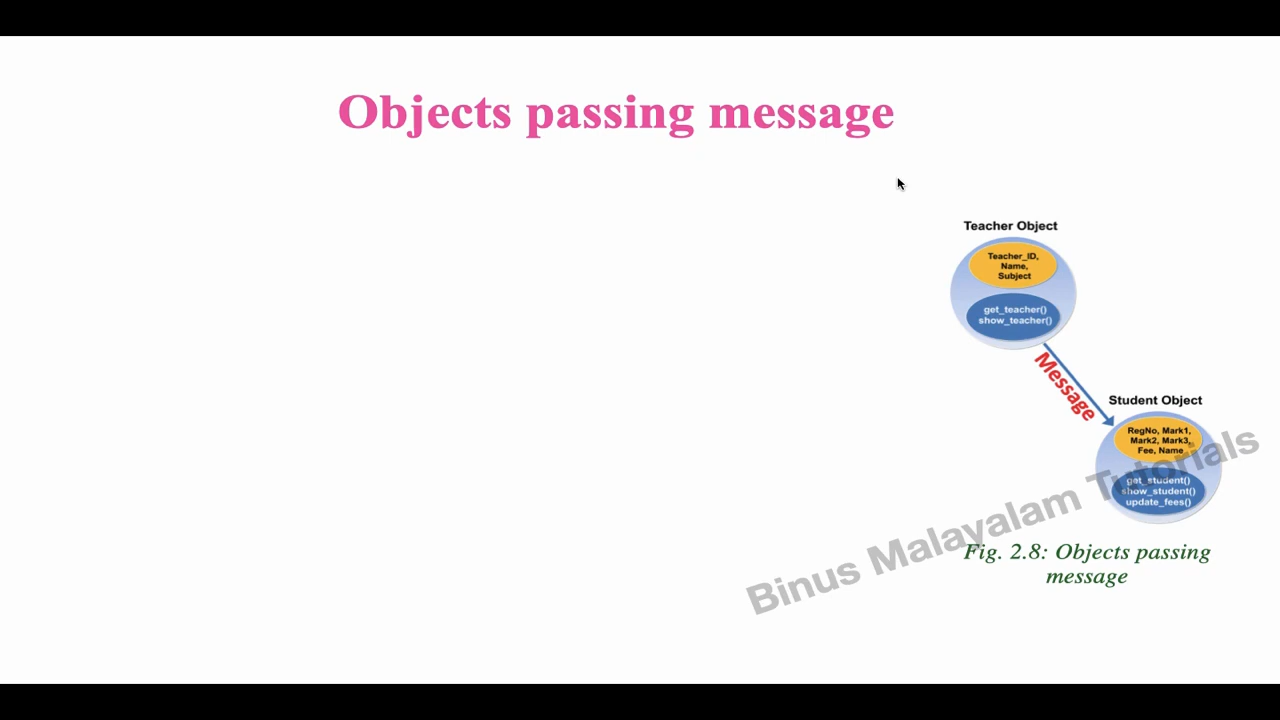 Objects passing message
Teacher Object
Teacher_ID,
Name,
Subject
get_teacher()
show_teacher()
Message
Student Object
RegNo, Mark1,
Mark2, Mark3,
Fee, Name
get_student()
show_student()
update_fees()
Binus Malayalam Tutorials
Fig. 2.8: Objects passing
message